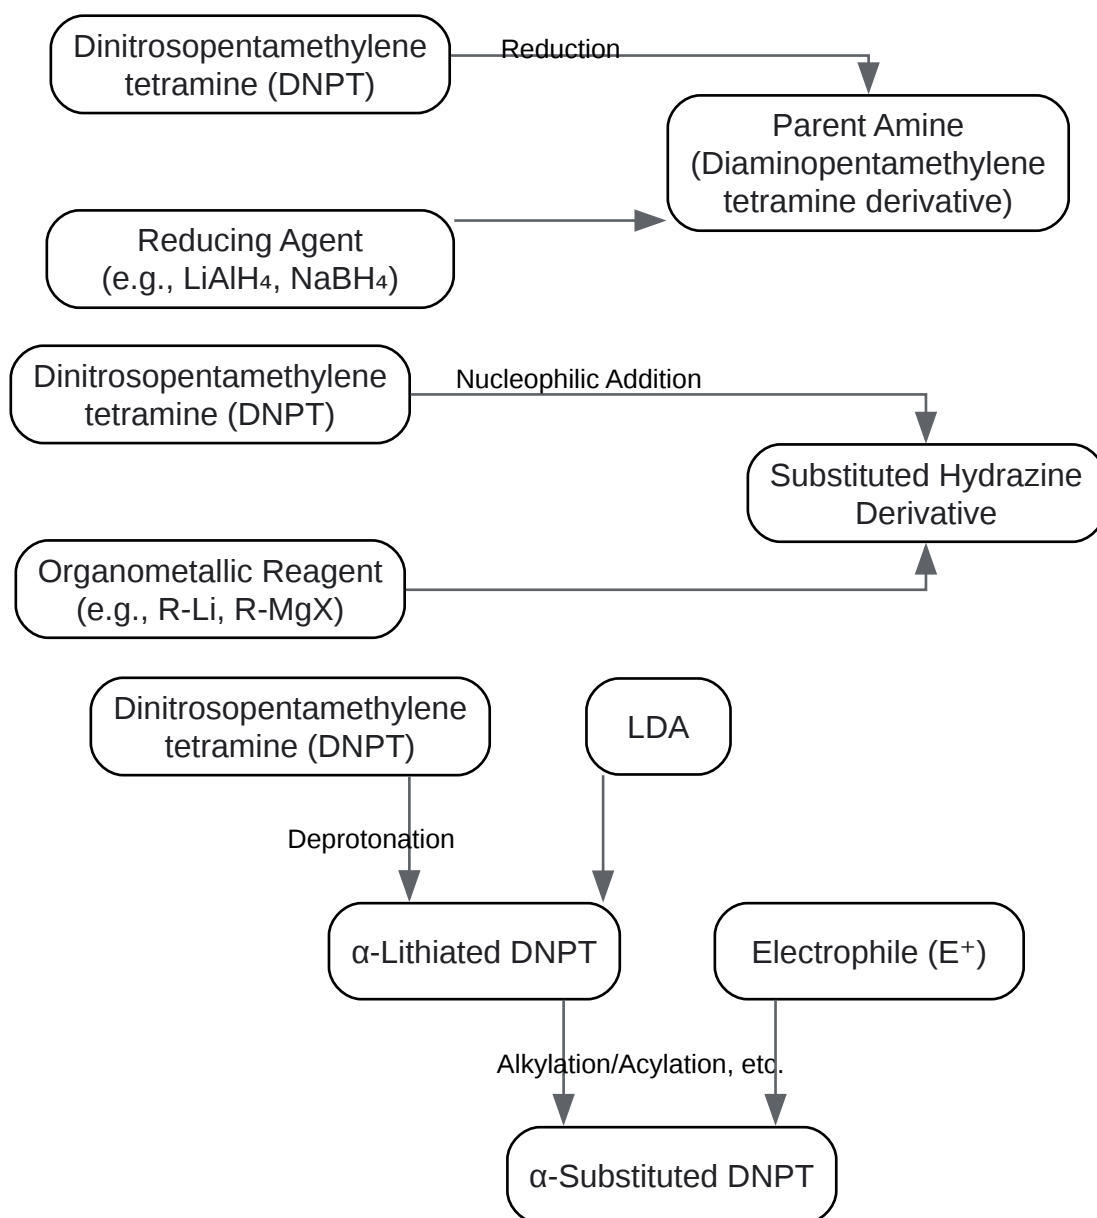 Dinitrosopentamethylene
tetramine (DNPT)
Reduction
Parent Amine
(Diaminopentamethylene
tetramine derivative)
Reducing Agent
(e.g., LiAlH₄, NaBH₄)
Dinitrosopentamethylene
tetramine (DNPT)
Nucleophilic Addition
Substituted Hydrazine
Derivative
Organometallic Reagent
(e.g., R-Li, R-MgX)
Dinitrosopentamethylene
tetramine (DNPT)
LDA
Deprotonation
α-Lithiated DNPT
Electrophile (E⁺)
Alkylation/Acylation, etc.
α-Substituted DNPT